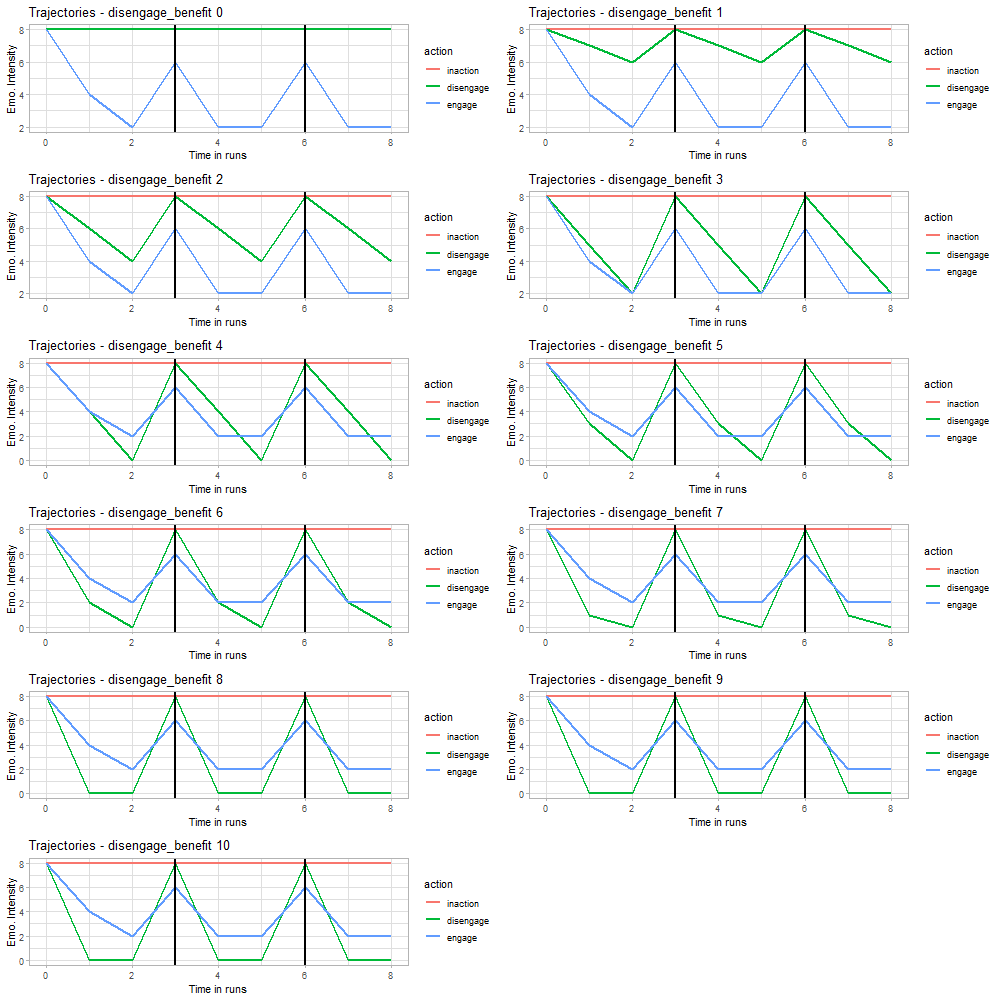 Trajectories - disengage_benefit 0
Emo. Intensity
8
6
4
2
0 2 4 6 8
Time in runs
action
inaction
disengage
engage
Trajectories - disengage_benefit 1
Emo. Intensity
8
6
4
2
0 2 4 6 8
Time in runs
action
inaction
disengage
engage
Trajectories - disengage_benefit 2
Emo. Intensity
8
6
4
2
0 2 4 6 8
Time in runs
action
inaction
disengage
engage
Trajectories - disengage_benefit 3
Emo. Intensity
8
6
4
2
0 2 4 6 8
Time in runs
action
inaction
disengage
engage
Trajectories - disengage_benefit 4
Emo. Intensity
8
6
4
2
0
0 2 4 6 8
Time in runs
action
inaction
disengage
engage
Trajectories - disengage_benefit 5
Emo. Intensity
8
6
4
2
0
0 2 4 6 8
Time in runs
action
inaction
disengage
engage
Trajectories - disengage_benefit 6
Emo. Intensity
8
6
4
2
0
0 2 4 6 8
Time in runs
action
inaction
disengage
engage
Trajectories - disengage_benefit 7
Emo. Intensity
8
6
4
2
0
0 2 4 6 8
Time in runs
action
inaction
disengage
engage
Trajectories - disengage_benefit 8
Emo. Intensity
8
6
4
2
0
0 2 4 6 8
Time in runs
action
inaction
disengage
engage
Trajectories - disengage_benefit 9
Emo. Intensity
8
6
4
2
0
0 2 4 6 8
Time in runs
action
inaction
disengage
engage
Trajectories - disengage_benefit 10
Emo. Intensity
8
6
4
2
0
0 2 4 6 8
Time in runs
action
inaction
disengage
engage